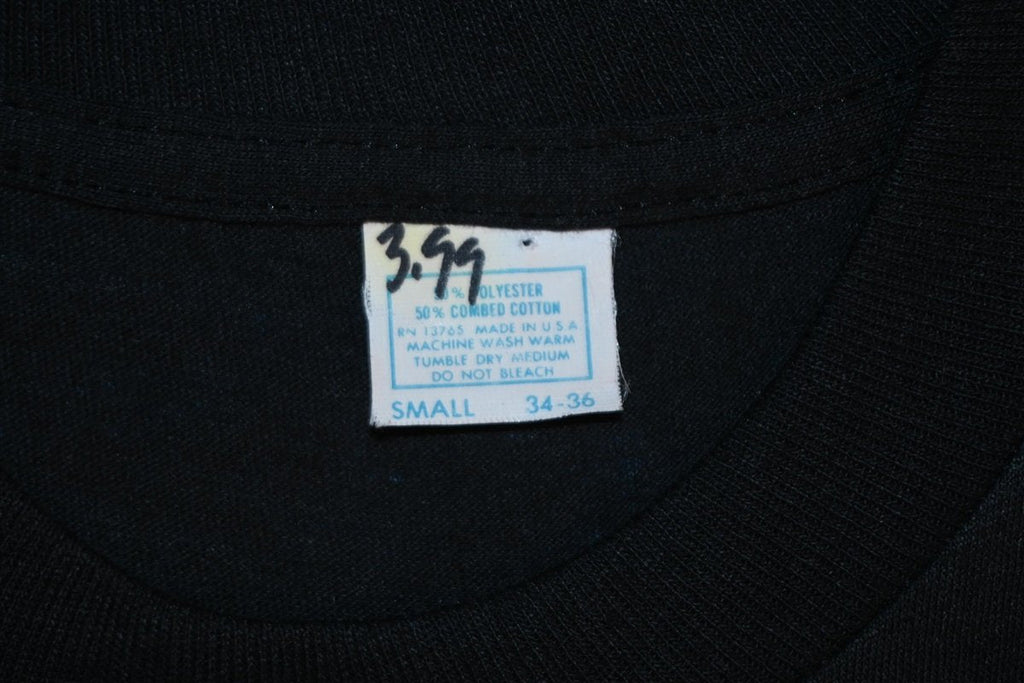 3.99
50% POLYESTER
50% COMBED COTTON
RN 13765 MADE IN U S A
MACHINE WASH WARM
TUMBLE DRY MEDIUM
DO NOT BLEACH
SMALL 34-36